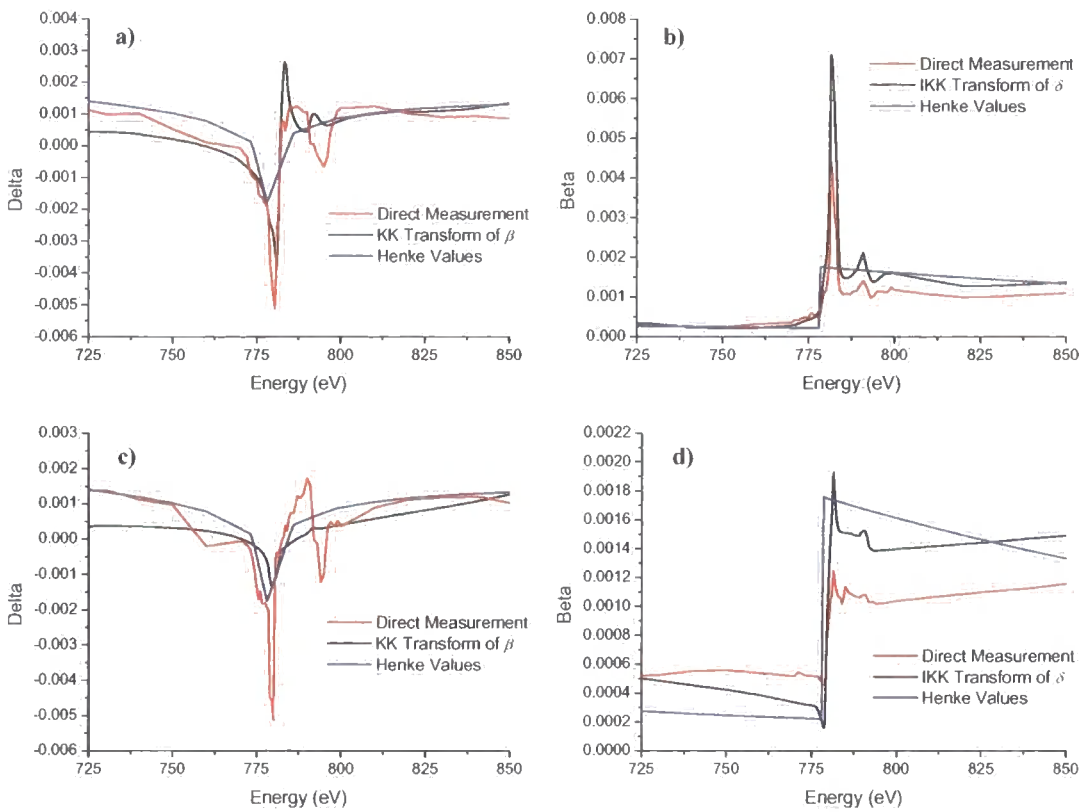 a)
0.004
0.003
0.002
0.001
0.000
-0.001
-0.002
-0.003
-0.004
-0.005
-0.006
Delta
Direct Measurement
KK Transform of β
Henke Values
725 750 775 800 825 850
Energy (eV)
b)
0.008
0.007
0.006
0.005
0.004
0.003
0.002
0.001
0.000
Beta
Direct Measurement
IKK Transform of δ
Henke Values
725 750 775 800 825 850
Energy (eV)
c)
0.003
0.002
0.001
0.000
-0.001
-0.002
-0.003
-0.004
-0.005
-0.006
Delta
Direct Measurement
KK Transform of β
Henke Values
725 750 775 800 825 850
Energy (eV)
d)
0.0022
0.0020
0.0018
0.0016
0.0014
0.0012
0.0010
0.0008
0.0006
0.0004
0.0002
0.0000
Beta
Direct Measurement
IKK Transform of δ
Henke Values
725 750 775 800 825 850
Energy (eV)